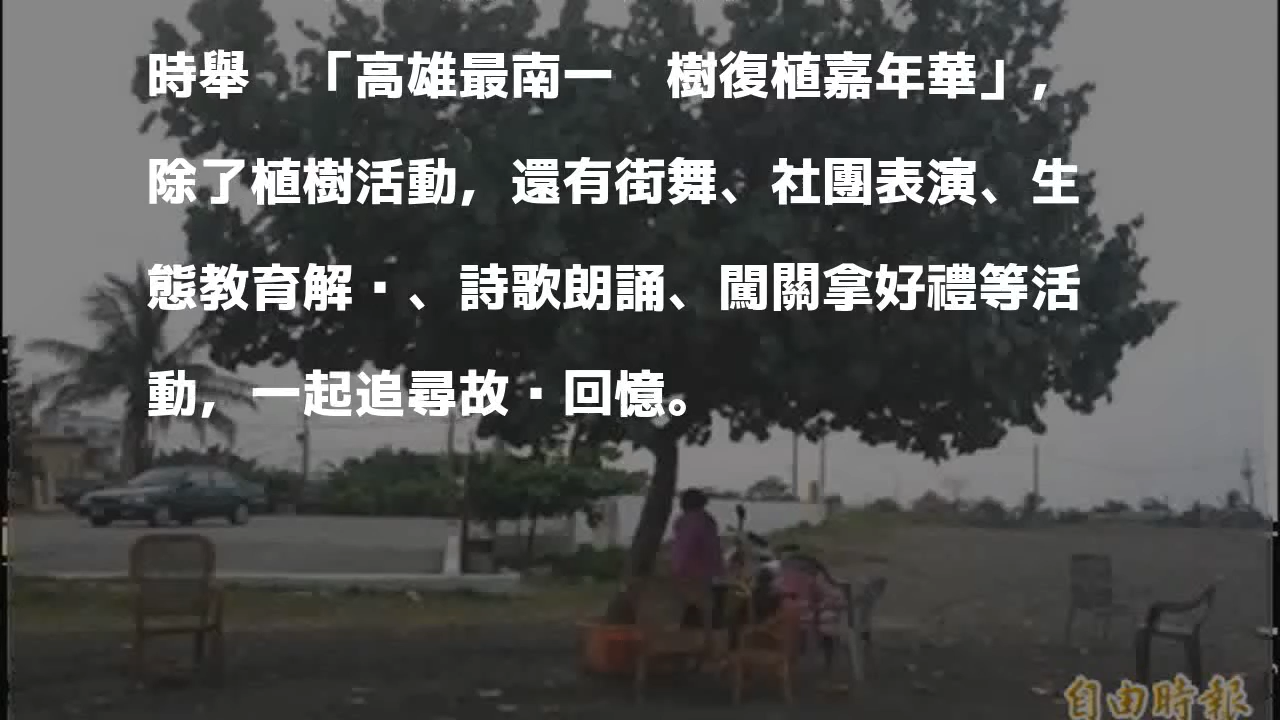 時舉　「高雄最南一　樹復植嘉年華」，
除了植樹活動，還有街舞、社團表演、生
態教育解▪、詩歌朗誦、闖關拿好禮等活
動，一起追尋故▪回憶。
自由時報